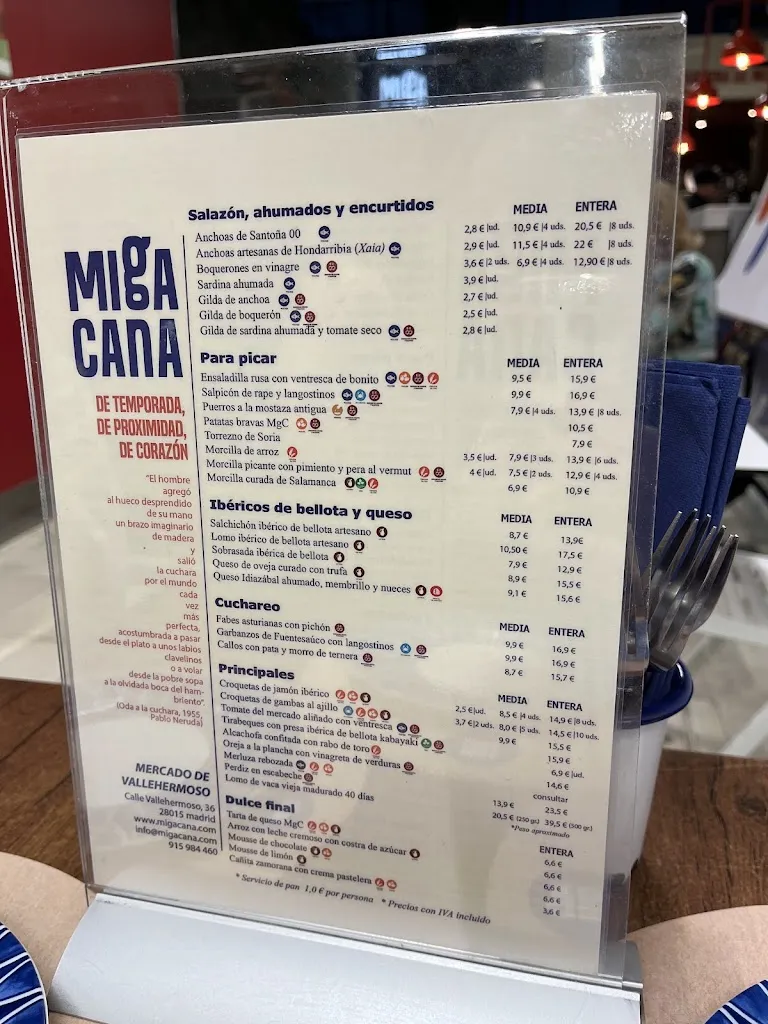 MIga
CANA
DE TEMPORADA,
DE PROXIMIDAD,
DE CORAZÓN
"El hombre
agregó
al hueco desprendido
de su mano
un brazo imaginario
de madera
y
salió
la cuchara
por el mundo
cada
vez
más
perfecta,
acostumbrada a pasar
desde el plato a unos labios
clavelinos
o a volar
desde la pobre sopa
a la olvidada boca del ham-
briento".
(Oda a la cuchara, 1955,
Pablo Neruda)
MERCADO DE
VALLEHERMOSO
Calle Vallehermoso, 36
28015 madrid
www.migacana.com
info@migacana.com
915 984 460
Salazón, ahumados y encurtidos MEDIA ENTERA
Anchoas de Santoña 00 2,8 €|ud. 10,9 €|4 uds. 20,5 €|8 uds.
Anchoas artesanas de Hondarribia (Xaia) 2,9 €|ud. 11,5 €|4 uds. 22 € |8 uds.
Boquerones en vinagre 3,6 €|2 uds. 6,9 €|4 uds. 12,90 €|8 uds.
Sardina ahumada 3,9 €|ud.
Gilda de anchoa 2,7 €|ud.
Gilda de boquerón 2,5 €|ud.
Gilda de sardina ahumada y tomate seco 2,8 €|ud.
Para picar MEDIA ENTERA
Ensaladilla rusa con ventresca de bonito 9,5 € 15,9 €
Salpicón de rape y langostinos 9,9 € 16,9 €
Puerros a la mostaza antigua 7,9 €|4 uds. 13,9 €|8 uds.
Patatas bravas MgC 10,5 €
Torrezno de Soria 7,9 €
Morcilla de arroz 3,5 €|ud. 7,9 €|3 uds. 13,9 €|6 uds.
Morcilla picante con pimiento y pera al vermut 4 €|ud. 7,5 €|2 uds. 12,9 €|4 uds.
Morcilla curada de Salamanca 6,9 € 10,9 €
Ibéricos de bellota y queso MEDIA ENTERA
Salchichón ibérico de bellota artesano 8,7 € 13,9€
Lomo ibérico de bellota artesano 10,50 € 17,5 €
Sobrasada ibérica de bellota 7,9 € 12,9 €
Queso de oveja curado con trufa 8,9 € 15,5 €
Queso Idiazábal ahumado, membrillo y nueces 9,1 € 15,6 €
Cuchareo MEDIA ENTERA
Fabes asturianas con pichón 9,9 € 16,9 €
Garbanzos de Fuentesaúco con langostinos 9,9 € 16,9 €
Callos con pata y morro de ternera 8,7 € 15,7 €
Principales MEDIA ENTERA
Croquetas de jamón ibérico 2,5 €|ud. 8,5 €|4 uds. 14,9 €|8 uds.
Croquetas de gambas al ajillo 3,7 €|2 uds. 8,0 €|5 uds. 14,5 €|10 uds.
Tomate del mercado aliñado con ventresca 9,9 € 15,5 €
Tirabeques con presa ibérica de bellota kabayaki 15,9 €
Alcachofa confitada con rabo de toro 6,9 €|ud.
Oreja a la plancha con vinagreta de verduras 14,6 €
Merluza rebozada consultar
Perdiz en escabeche 13,9 € 23,5 €
Lomo de vaca vieja madurado 40 días 20,5 € (250 gr.) 39,5 € (500 gr.)
*Peso aproximado
Dulce final ENTERA
Tarta de queso MgC 6,6 €
Arroz con leche cremoso con costra de azúcar 6,6 €
Mousse de chocolate 6,6 €
Mousse de limón 6,6 €
Cañita zamorana con crema pastelera 3,6 €
* Servicio de pan 1,0 € por persona * Precios con IVA incluido